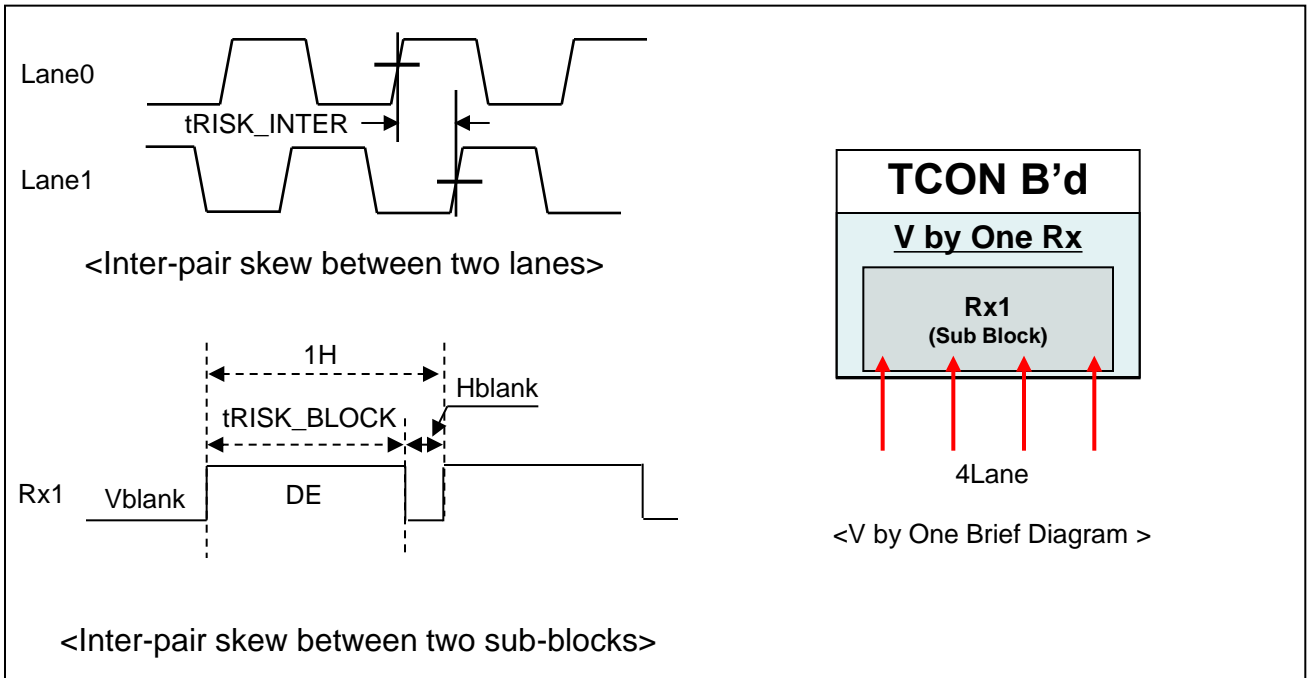 Lane0
tRISK_INTER
Lane1
<Inter-pair skew between two lanes>
1H
Hblank
tRISK_BLOCK
Rx1
Vblank
DE
<Inter-pair skew between two sub-blocks>
TCON B’d
V by One Rx
Rx1
(Sub Block)
4Lane
<V by One Brief Diagram >